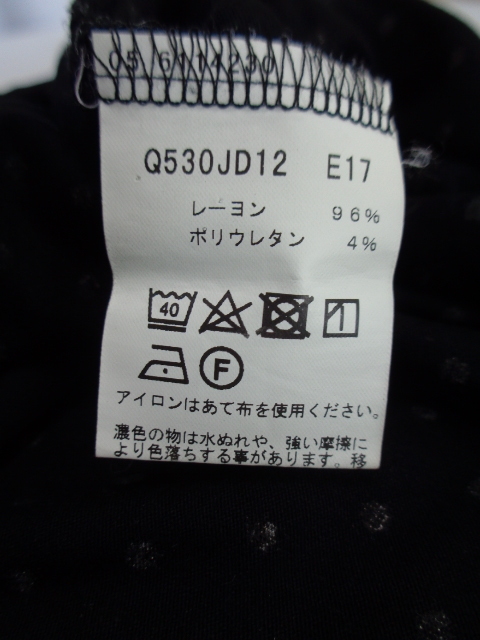 05 6114230
Q530JD12 E17
レーヨン 96%
ポリウレタン 4%
40
F
アイロンはあて布を使用ください。
濃色の物は水ぬれや、強い摩擦に
より色落ちする事があります。移